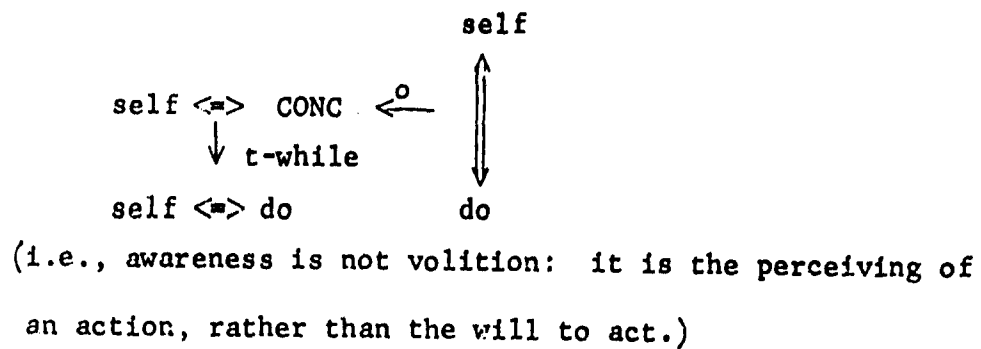 self
self <=> CONC <-o-
t-while
self <=> do do
(i.e., awareness is not volition: it is the perceiving of
an action, rather than the will to act.)